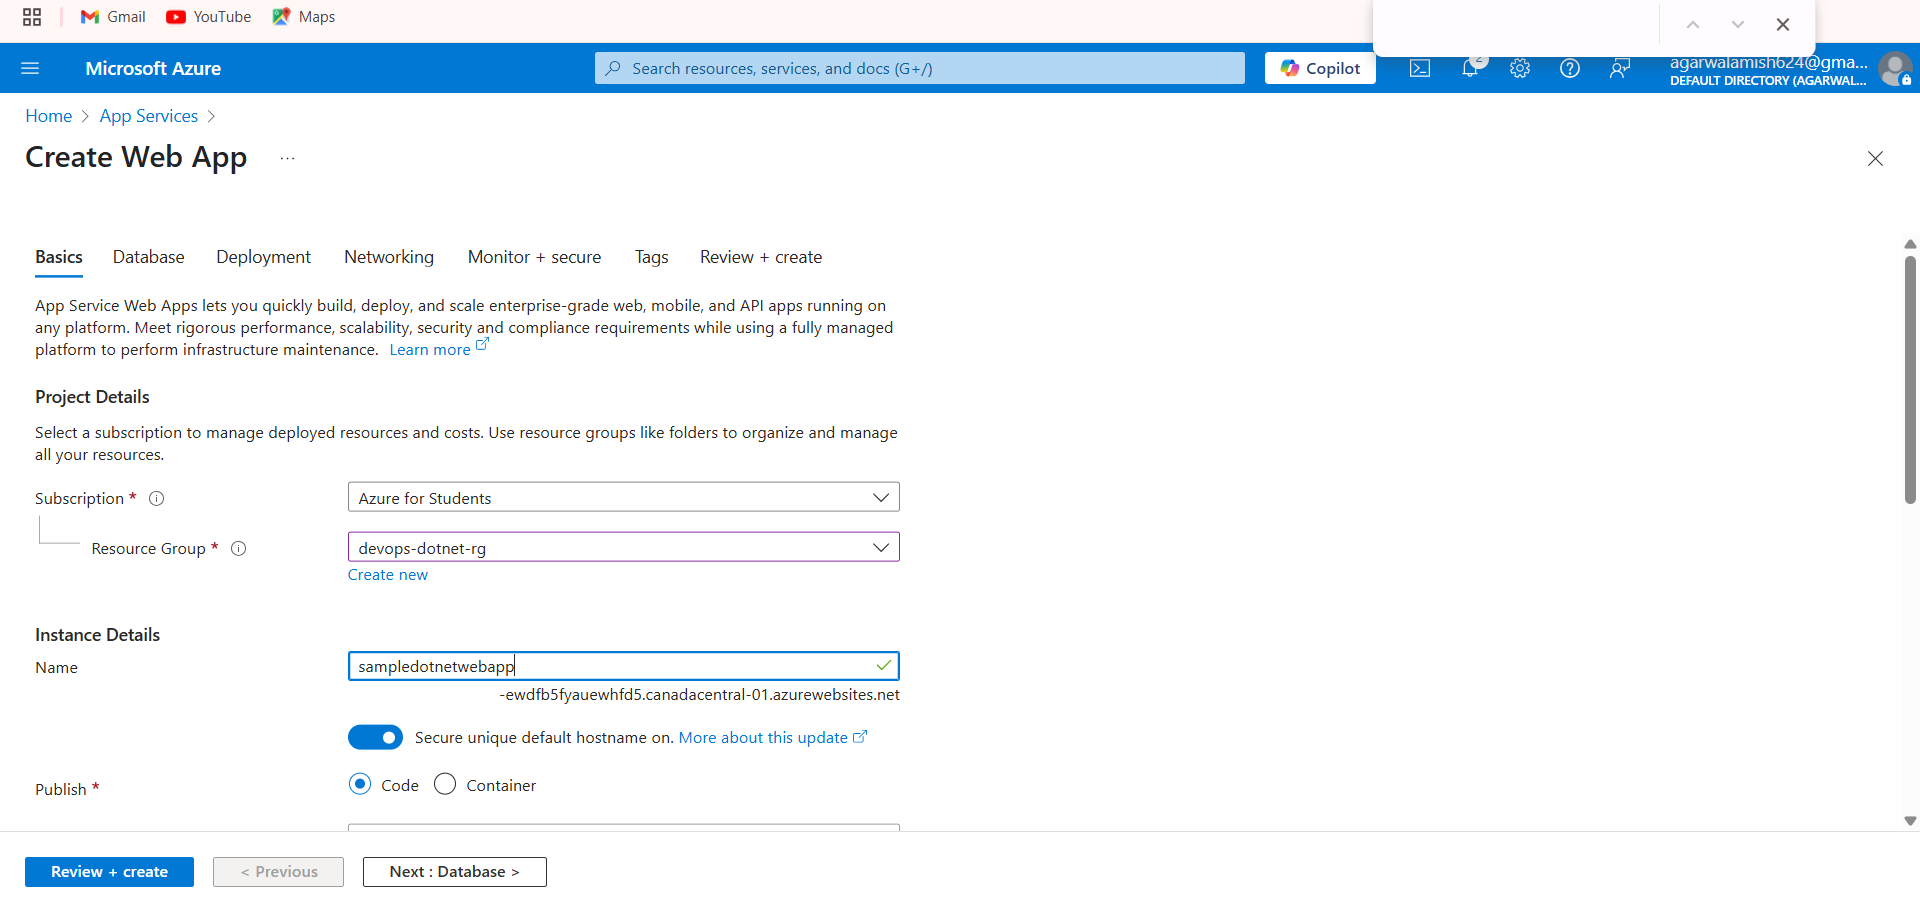 Gmail YouTube Maps
Microsoft Azure Search resources, services, and docs (G+/) Copilot 2 agarwalamish624@gma...
DEFAULT DIRECTORY (AGARWAL...
Home > App Services >
Create Web App ...
Basics Database Deployment Networking Monitor + secure Tags Review + create
App Service Web Apps lets you quickly build, deploy, and scale enterprise-grade web, mobile, and API apps running on
any platform. Meet rigorous performance, scalability, security and compliance requirements while using a fully managed
platform to perform infrastructure maintenance. Learn more
Project Details
Select a subscription to manage deployed resources and costs. Use resource groups like folders to organize and manage
all your resources.
Subscription * Azure for Students
Resource Group * devops-dotnet-rg
Create new
Instance Details
Name sampledotnetwebapp
-ewdfb5fyauewhfd5.canadacentral-01.azurewebsites.net
Secure unique default hostname on. More about this update
Publish * Code Container
Review + create < Previous Next : Database >